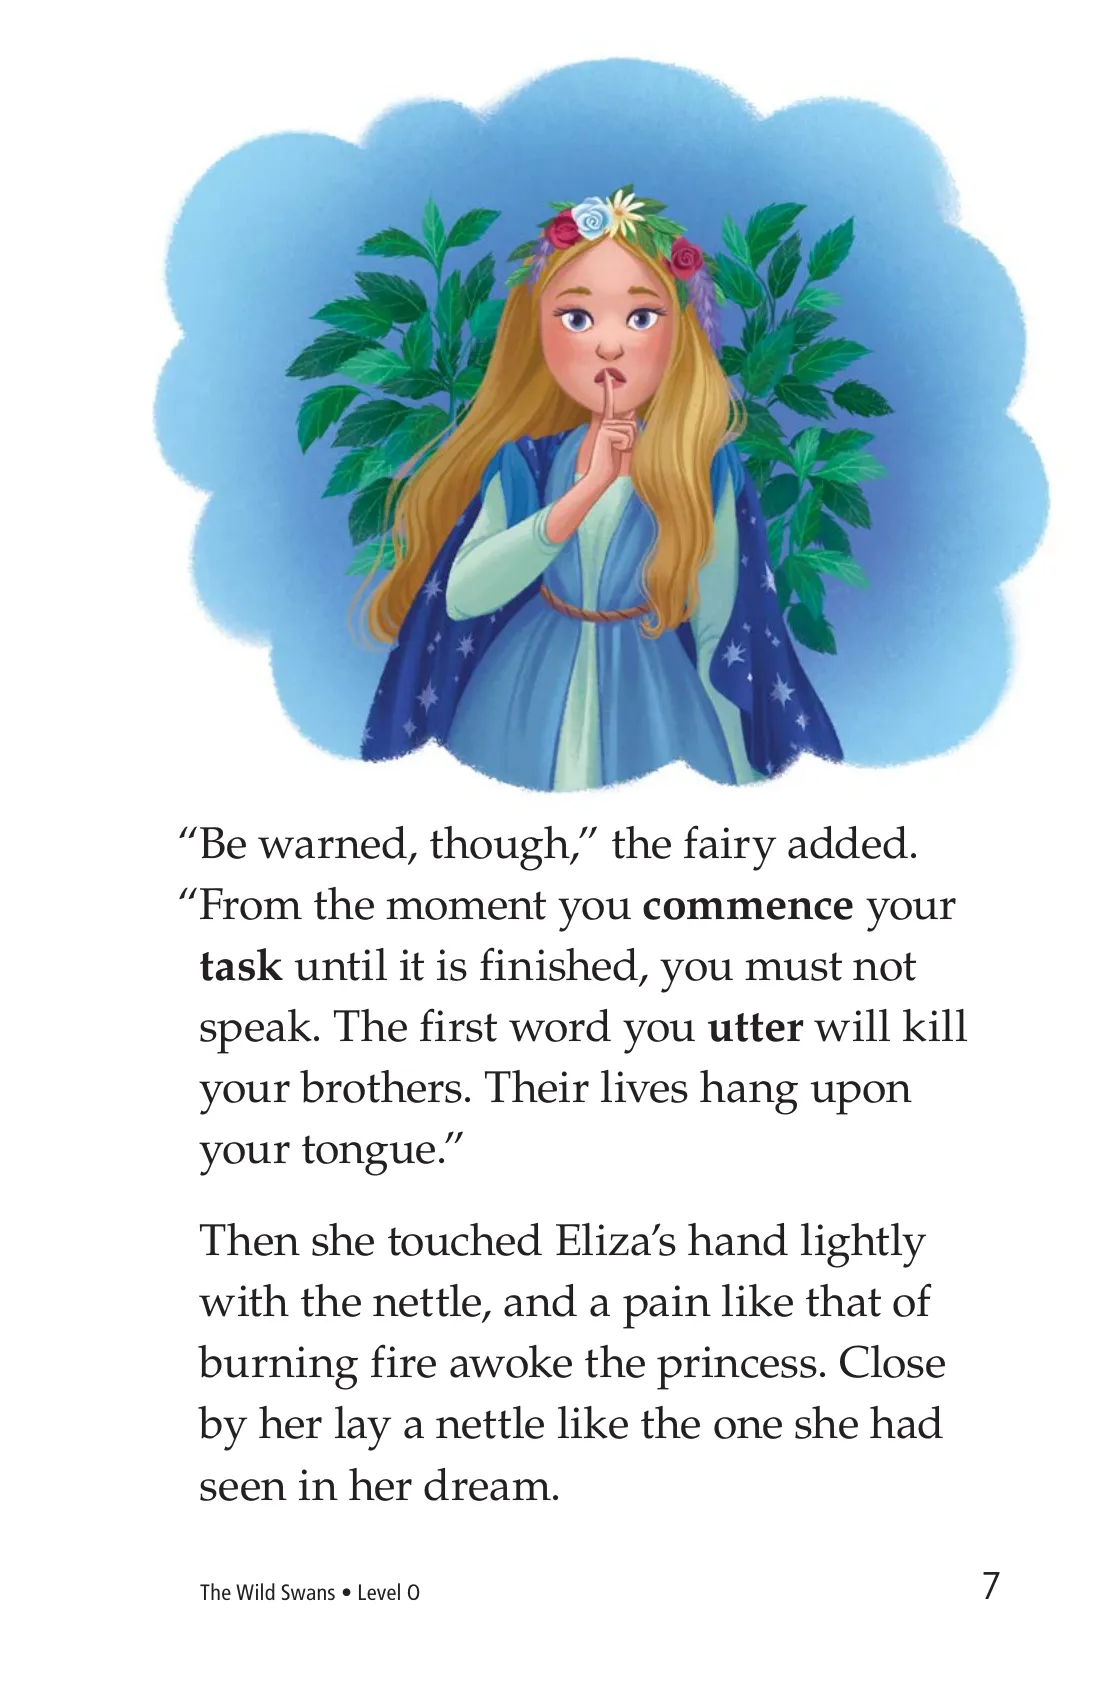 “Be warned, though,” the fairy added.
“From the moment you commence your
task until it is finished, you must not
speak. The first word you utter will kill
your brothers. Their lives hang upon
your tongue.”
Then she touched Eliza’s hand lightly
with the nettle, and a pain like that of
burning fire awoke the princess. Close
by her lay a nettle like the one she had
seen in her dream.
The Wild Swans • Level O
7